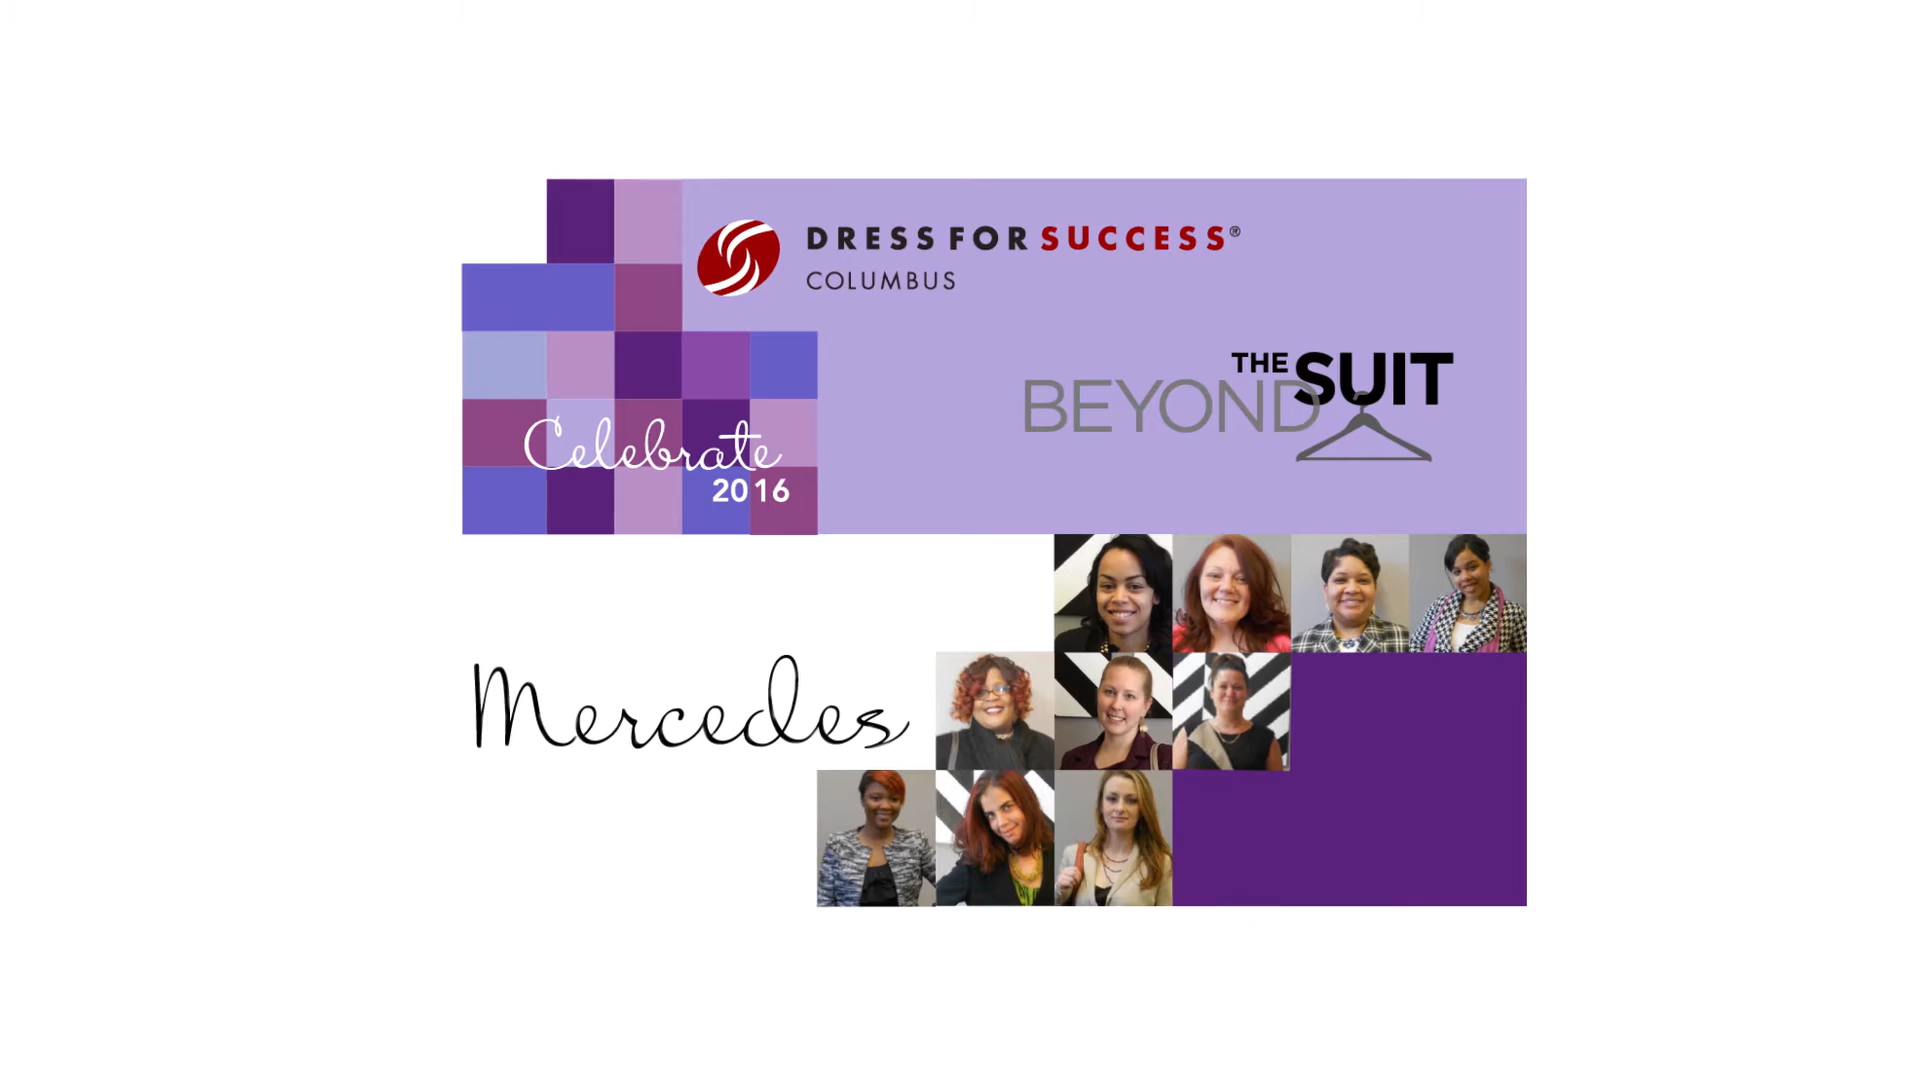 DRESS FOR SUCCESS®
COLUMBUS
BEYOND THE SUIT
Celebrate
2016
Mercedes